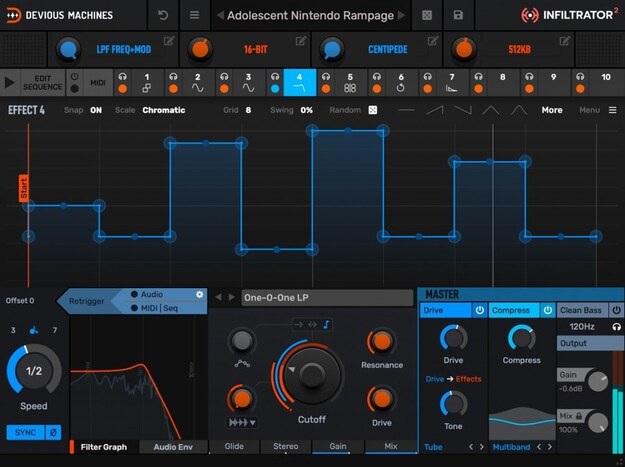 DEVIOUS MACHINES
Adolescent Nintendo Rampage
INFILTRATOR2
LPF FREQ+MOD
16-BIT
CENTIPEDE
512KB
EDIT SEQUENCE
MIDI
1 2 3 4 5 6 7 8 9 10
EFFECT 4
Snap ON
Scale Chromatic
Grid 8
Swing 0%
Random
More
Menu
Start
Offset 0
Retrigger
Audio
MIDI | Seq
3
7
1/2
Speed
SYNC
Filter Graph
Audio Env
One-O-One LP
Resonance
Cutoff
Drive
Glide
Stereo
Gain
Mix
MASTER
Drive
Compress
Clean Bass
120Hz
Output
Drive
Compress
Drive → Effects
Gain
-0.6dB
Tone
Mix
100%
Tube
Multiband